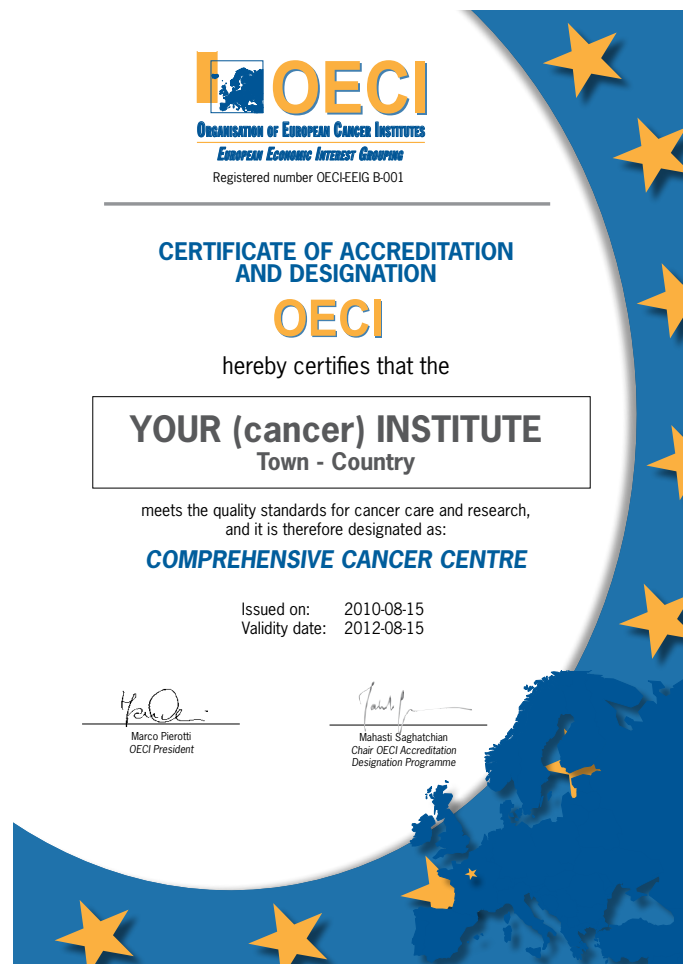 OECI
ORGANISATION OF EUROPEAN CANCER INSTITUTES
EUROPEAN ECONOMIC INTEREST GROUPING
Registered number OECI-EEIG B-001
CERTIFICATE OF ACCREDITATION
AND DESIGNATION
OECI
hereby certifies that the
YOUR (cancer) INSTITUTE
Town - Country
meets the quality standards for cancer care and research,
and it is therefore designated as:
COMPREHENSIVE CANCER CENTRE
Issued on: 2010-08-15
Validity date: 2012-08-15
Marco Pierotti
OECI President
Mahasti Saghatchian
Chair OECI Accreditation
Designation Programme